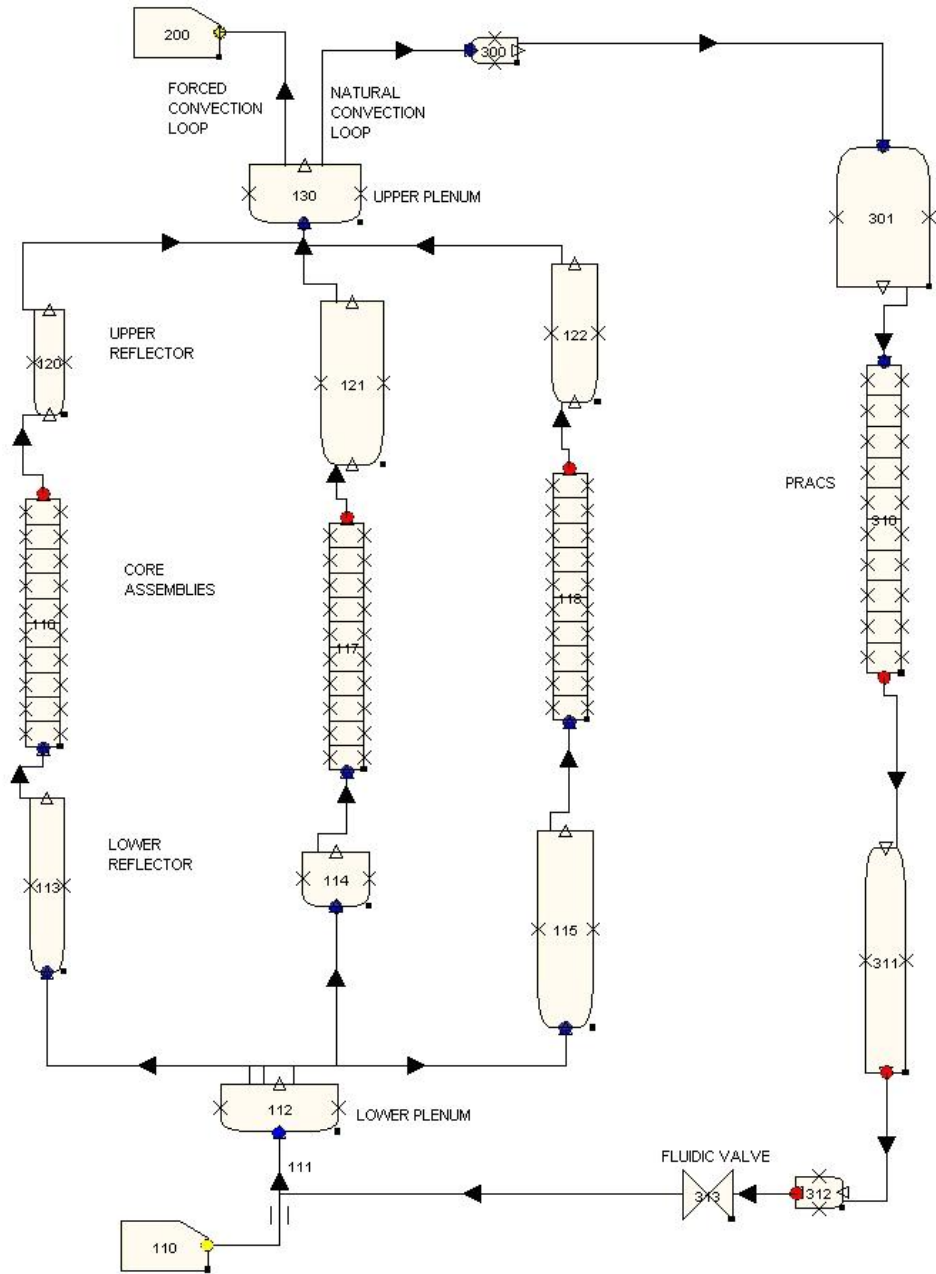 200
300
FORCED
CONVECTION
LOOP
NATURAL
CONVECTION
LOOP
130
UPPER PLENUM
301
UPPER
REFLECTOR
120
121
122
PRACS
310
CORE
ASSEMBLIES
116
117
118
LOWER
REFLECTOR
113
114
115
311
112
LOWER PLENUM
111
FLUIDIC VALVE
313
312
110